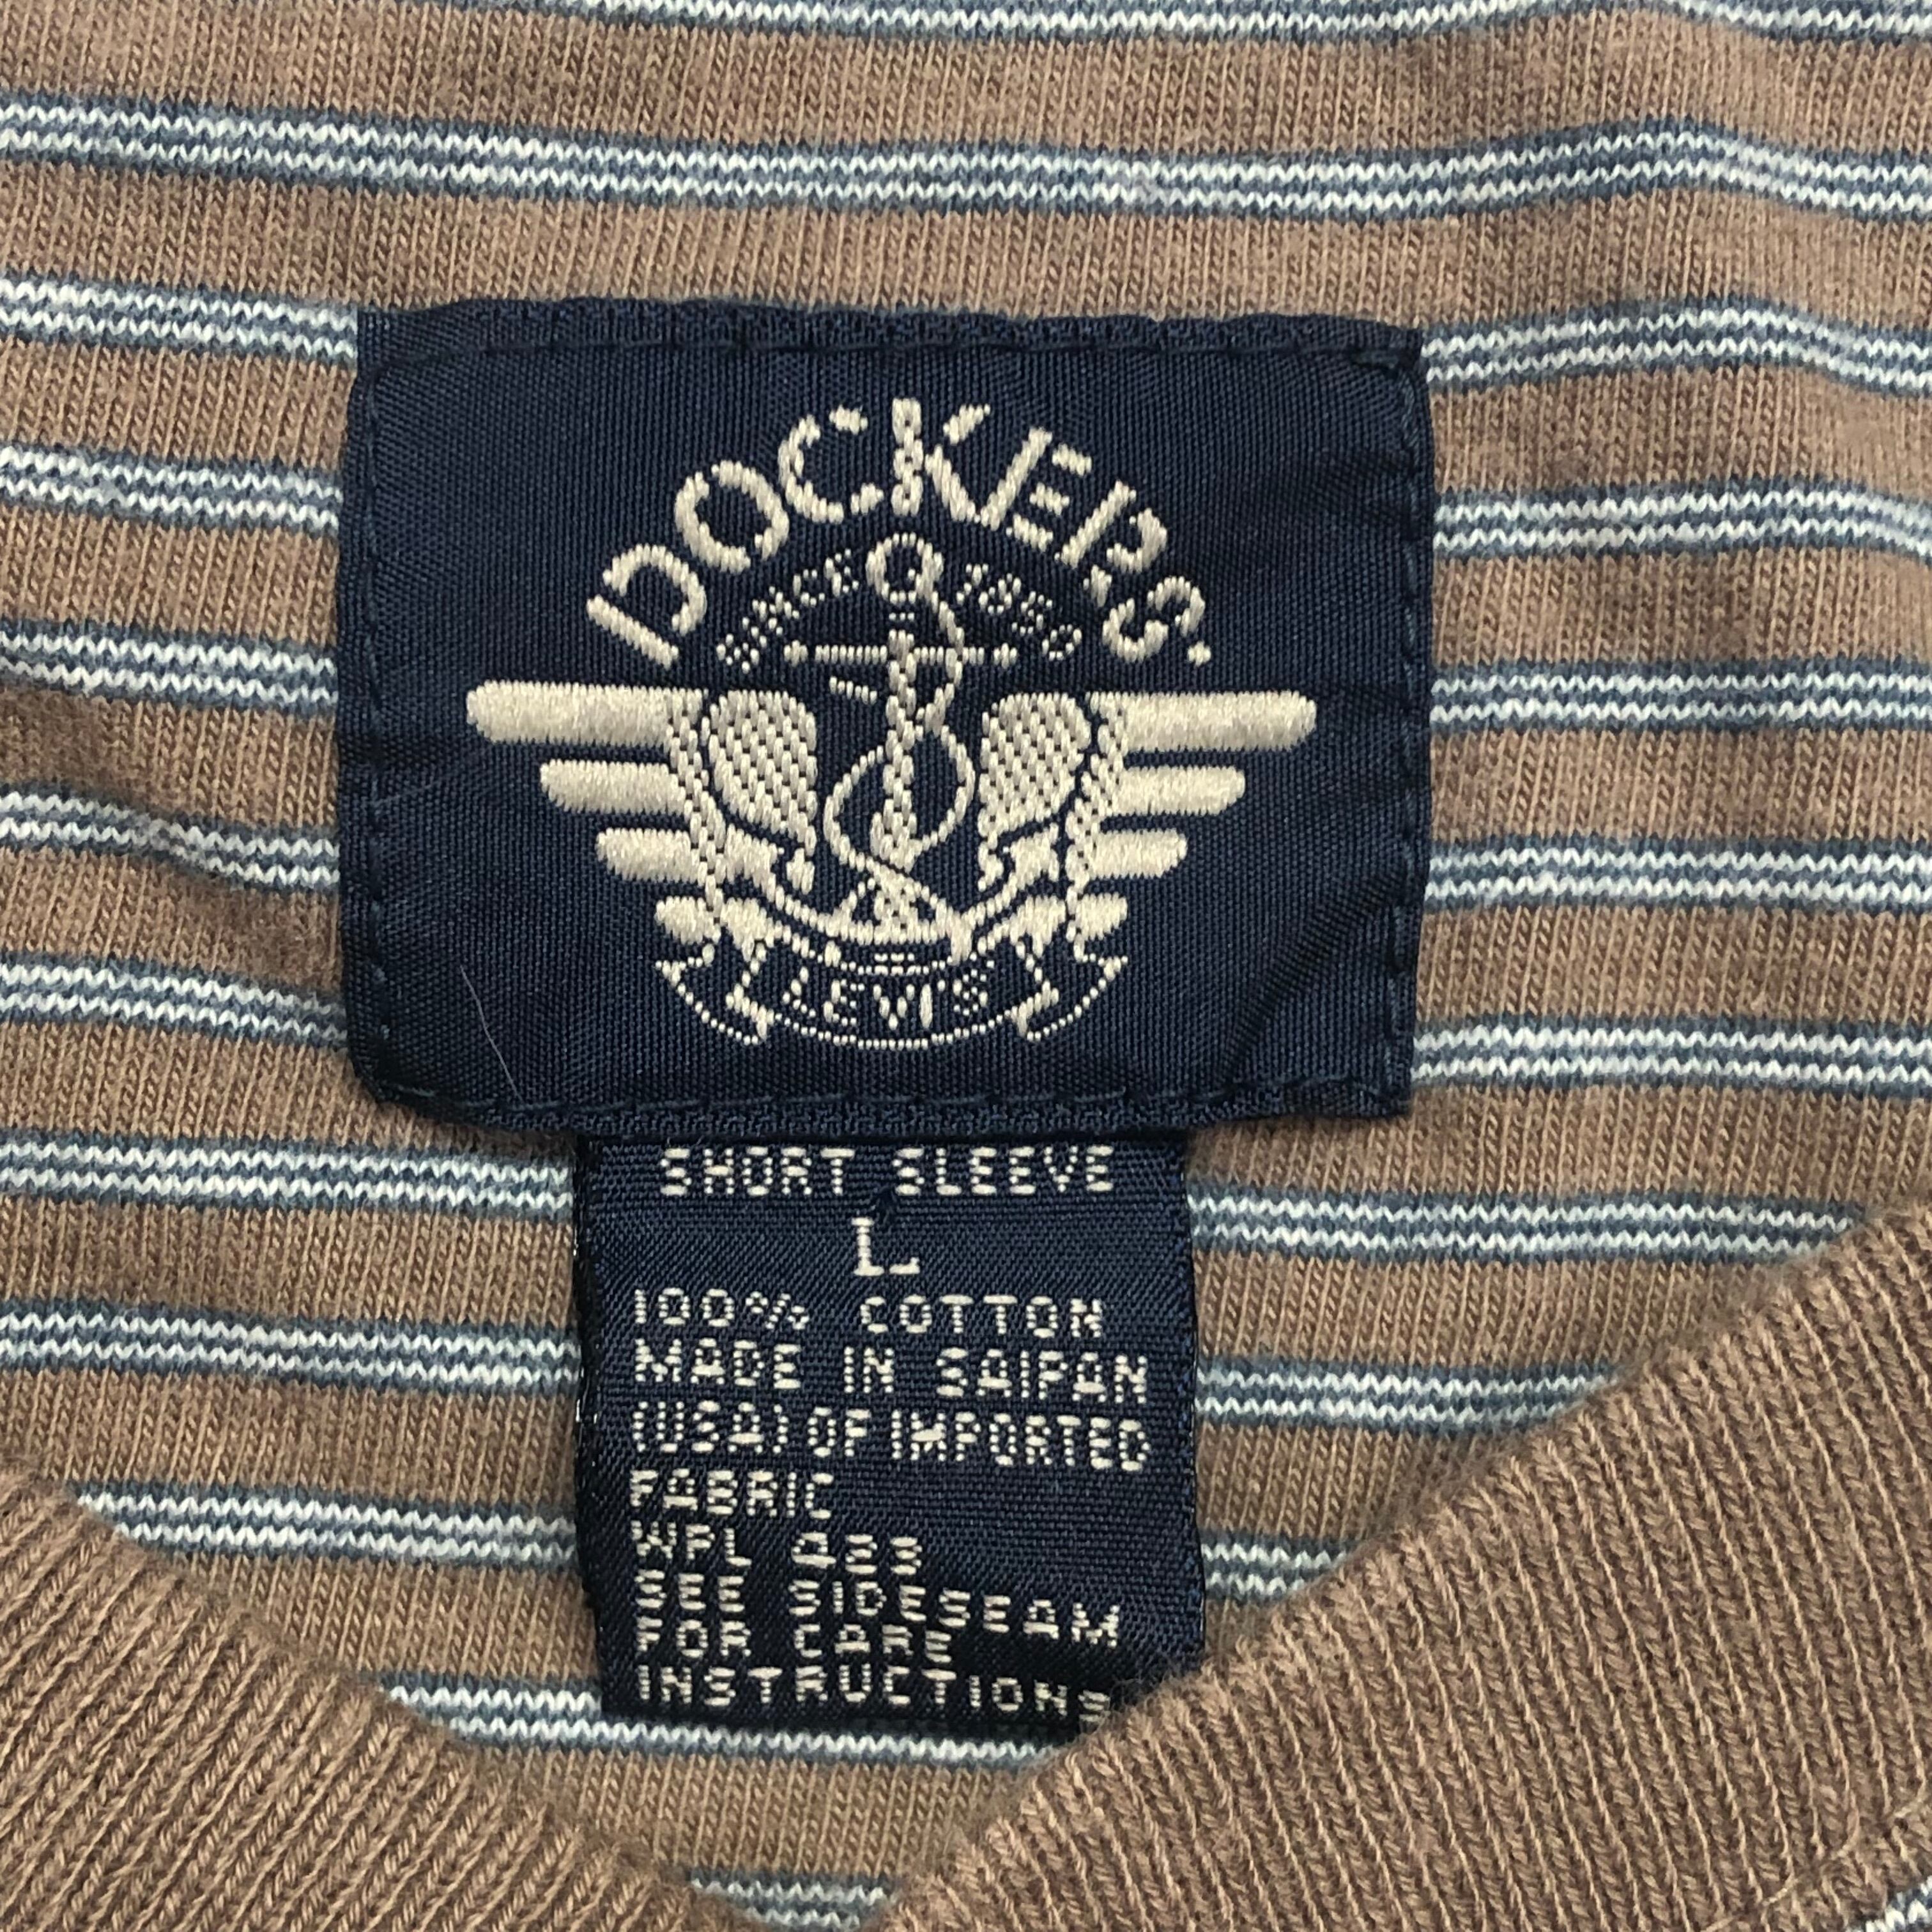 DOCKERS.
SINCE 1850
LEVI'S
SHORT SLEEVE
L
100% COTTON
MADE IN SAIPAN
(USA) OF IMPORTED
FABRIC
WPL 423
SEE SIDESEAM
FOR CARE
INSTRUCTIONS